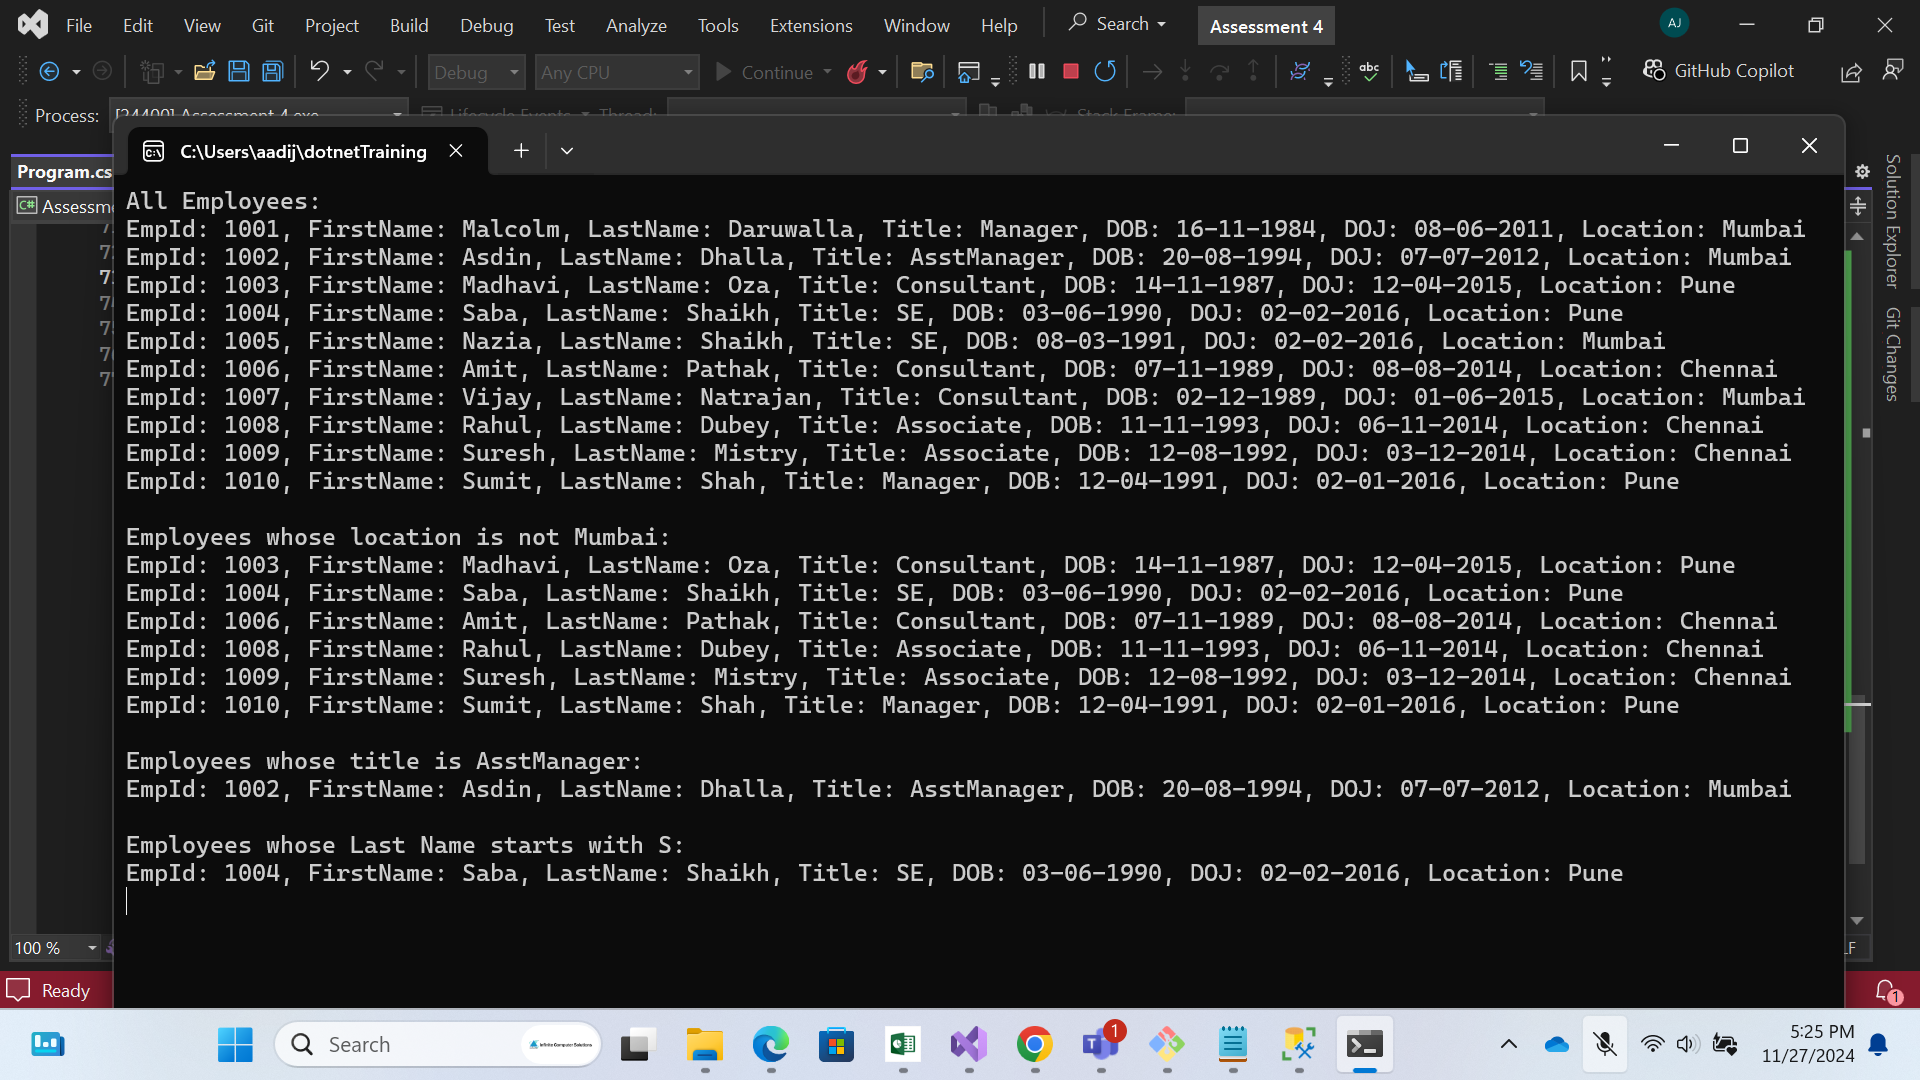 File Edit View Git Project Build Debug Test Analyze Tools Extensions Window Help Search Assessment 4 AJ
Debug Any CPU Continue abc GitHub Copilot
Process: [24400] Assessment 4.exe Lifecycle Events Thread: Stack Frame:
C:\Users\aadij\dotnetTraining
Program.cs
C# Assessm
Solution Explorer
Git Changes
All Employees:
EmpId: 1001, FirstName: Malcolm, LastName: Daruwalla, Title: Manager, DOB: 16-11-1984, DOJ: 08-06-2011, Location: Mumbai
EmpId: 1002, FirstName: Asdin, LastName: Dhalla, Title: AsstManager, DOB: 20-08-1994, DOJ: 07-07-2012, Location: Mumbai
EmpId: 1003, FirstName: Madhavi, LastName: Oza, Title: Consultant, DOB: 14-11-1987, DOJ: 12-04-2015, Location: Pune
EmpId: 1004, FirstName: Saba, LastName: Shaikh, Title: SE, DOB: 03-06-1990, DOJ: 02-02-2016, Location: Pune
EmpId: 1005, FirstName: Nazia, LastName: Shaikh, Title: SE, DOB: 08-03-1991, DOJ: 02-02-2016, Location: Mumbai
EmpId: 1006, FirstName: Amit, LastName: Pathak, Title: Consultant, DOB: 07-11-1989, DOJ: 08-08-2014, Location: Chennai
EmpId: 1007, FirstName: Vijay, LastName: Natrajan, Title: Consultant, DOB: 02-12-1989, DOJ: 01-06-2015, Location: Mumbai
EmpId: 1008, FirstName: Rahul, LastName: Dubey, Title: Associate, DOB: 11-11-1993, DOJ: 06-11-2014, Location: Chennai
EmpId: 1009, FirstName: Suresh, LastName: Mistry, Title: Associate, DOB: 12-08-1992, DOJ: 03-12-2014, Location: Chennai
EmpId: 1010, FirstName: Sumit, LastName: Shah, Title: Manager, DOB: 12-04-1991, DOJ: 02-01-2016, Location: Pune
Employees whose location is not Mumbai:
EmpId: 1003, FirstName: Madhavi, LastName: Oza, Title: Consultant, DOB: 14-11-1987, DOJ: 12-04-2015, Location: Pune
EmpId: 1004, FirstName: Saba, LastName: Shaikh, Title: SE, DOB: 03-06-1990, DOJ: 02-02-2016, Location: Pune
EmpId: 1006, FirstName: Amit, LastName: Pathak, Title: Consultant, DOB: 07-11-1989, DOJ: 08-08-2014, Location: Chennai
EmpId: 1008, FirstName: Rahul, LastName: Dubey, Title: Associate, DOB: 11-11-1993, DOJ: 06-11-2014, Location: Chennai
EmpId: 1009, FirstName: Suresh, LastName: Mistry, Title: Associate, DOB: 12-08-1992, DOJ: 03-12-2014, Location: Chennai
EmpId: 1010, FirstName: Sumit, LastName: Shah, Title: Manager, DOB: 12-04-1991, DOJ: 02-01-2016, Location: Pune
Employees whose title is AsstManager:
EmpId: 1002, FirstName: Asdin, LastName: Dhalla, Title: AsstManager, DOB: 20-08-1994, DOJ: 07-07-2012, Location: Mumbai
Employees whose Last Name starts with S:
EmpId: 1004, FirstName: Saba, LastName: Shaikh, Title: SE, DOB: 03-06-1990, DOJ: 02-02-2016, Location: Pune
100 % LF
Ready 1
Search Infinite Computer Solutions 1
5:25 PM
11/27/2024